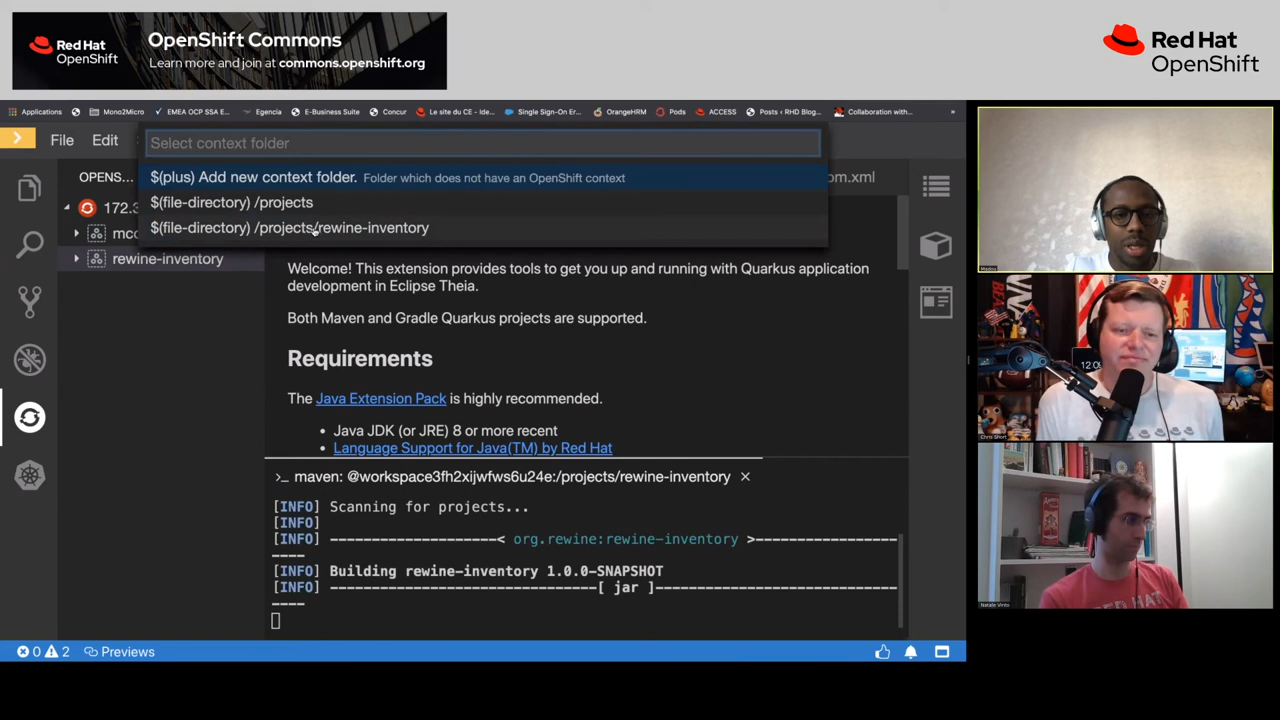 Red Hat
OpenShift
OpenShift Commons
Learn more and join at commons.openshift.org
Red Hat
OpenShift
Applications
Mono2Micro
EMEA OCP SSA E...
Egencia
E-Business Suite
Concur
Le site du CE - Ide...
Single Sign-On Er...
OrangeHRM
Pods
ACCESS
Posts ‹ RHD Blog...
Collaboration with...
»
File
Edit
Select context folder
$(plus) Add new context folder. Folder which does not have an OpenShift context
$(file-directory) /projects
$(file-directory) /projects/rewine-inventory
OPENS...
172.3
mcc
rewine-inventory
om.xml
Welcome! This extension provides tools to get you up and running with Quarkus application
development in Eclipse Theia.
Both Maven and Gradle Quarkus projects are supported.
Requirements
The Java Extension Pack is highly recommended.
• Java JDK (or JRE) 8 or more recent
• Language Support for Java(TM) by Red Hat
>_ maven: @workspace3fh2xijwfws6u24e:/projects/rewine-inventory ×
[INFO] Scanning for projects...
[INFO]
[INFO] -------------------< org.rewine:rewine-inventory >-------------------
----
[INFO] Building rewine-inventory 1.0.0-SNAPSHOT
[INFO] --------------------------------[ jar ]---------------------------------
----
0 2 Previews
Chris Short
Natale Vinto
RED HAT